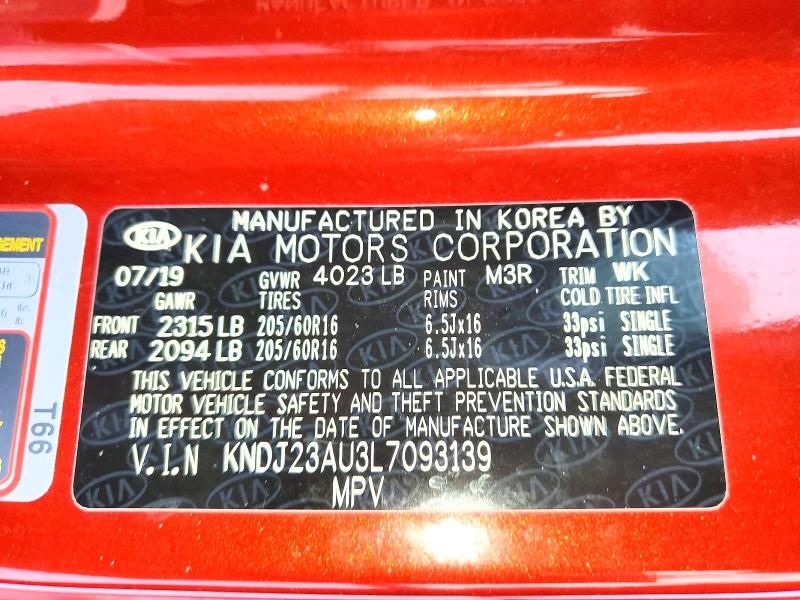 MANUFACTURED IN KOREA BY
KIA KIA MOTORS CORPORATION
07/19 GVWR 4023 LB PAINT M3R TRIM WK
GAWR TIRES RIMS COLD TIRE INFL
FRONT 2315 LB 205/60R16 6.5Jx16 33psi SINGLE
REAR 2094 LB 205/60R16 6.5Jx16 33psi SINGLE
THIS VEHICLE CONFORMS TO ALL APPLICABLE U.S.A. FEDERAL
MOTOR VEHICLE SAFETY AND THEFT PREVENTION STANDARDS
IN EFFECT ON THE DATE OF MANUFACTURE SHOWN ABOVE.
V.I.N KNDJ23AU3L7093139
MPV
T66